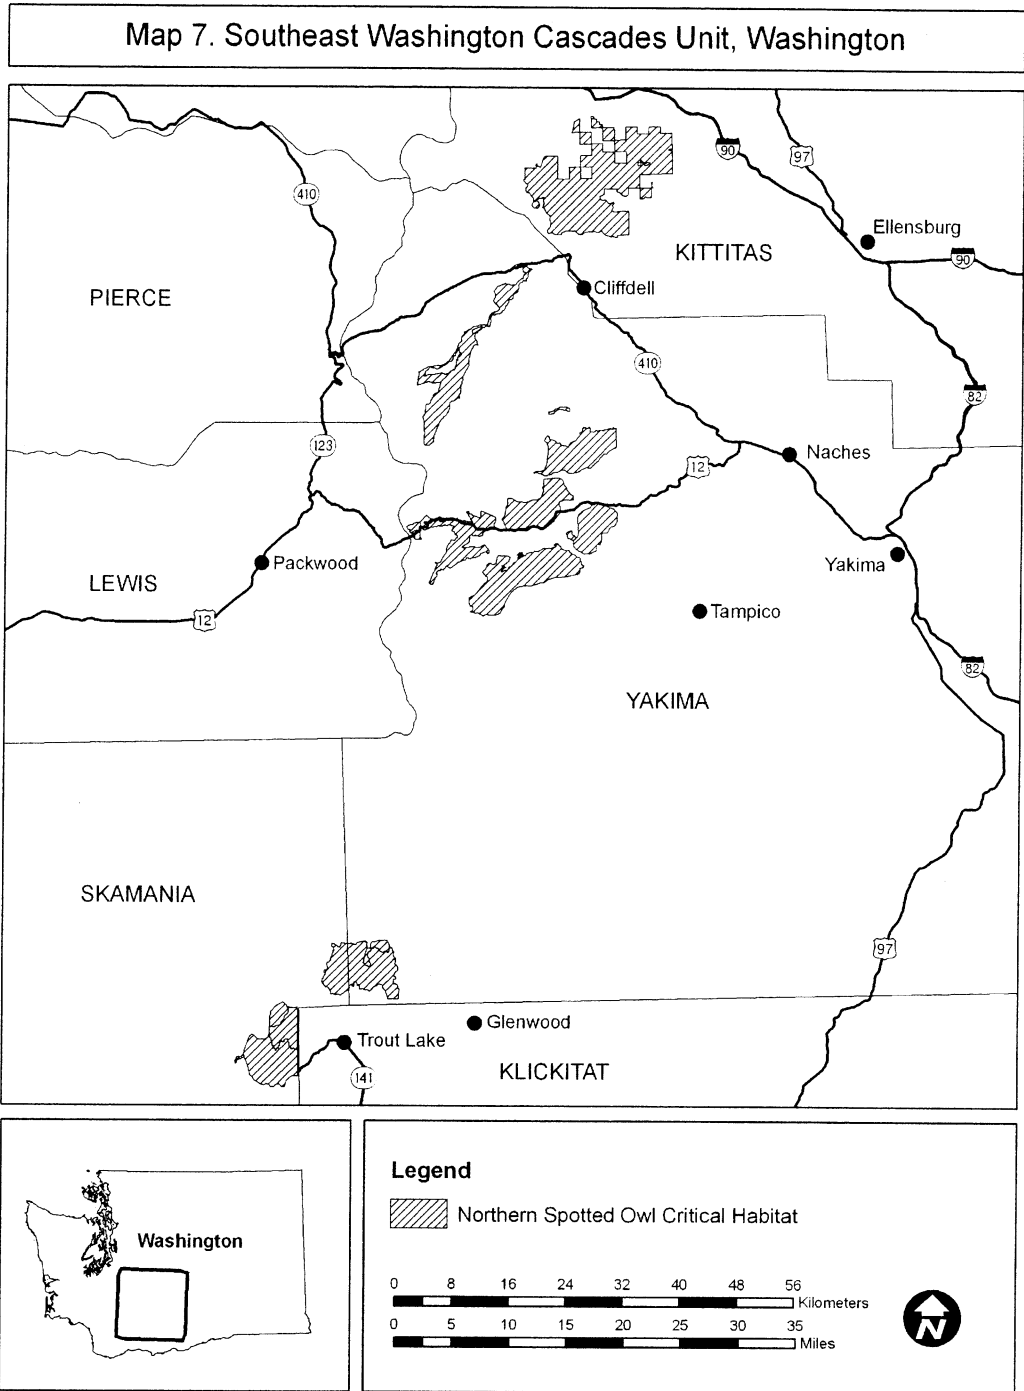 Map 7. Southeast Washington Cascades Unit, Washington
90
97
410
Ellensburg
KITTITAS
90
PIERCE
Cliffdell
410
82
123
Naches
12
Packwood
Yakima
LEWIS
Tampico
12
82
YAKIMA
SKAMANIA
97
Glenwood
Trout Lake
KLICKITAT
141
Washington
Legend
Northern Spotted Owl Critical Habitat
0 8 16 24 32 40 48 56
Kilometers
0 5 10 15 20 25 30 35
Miles
N